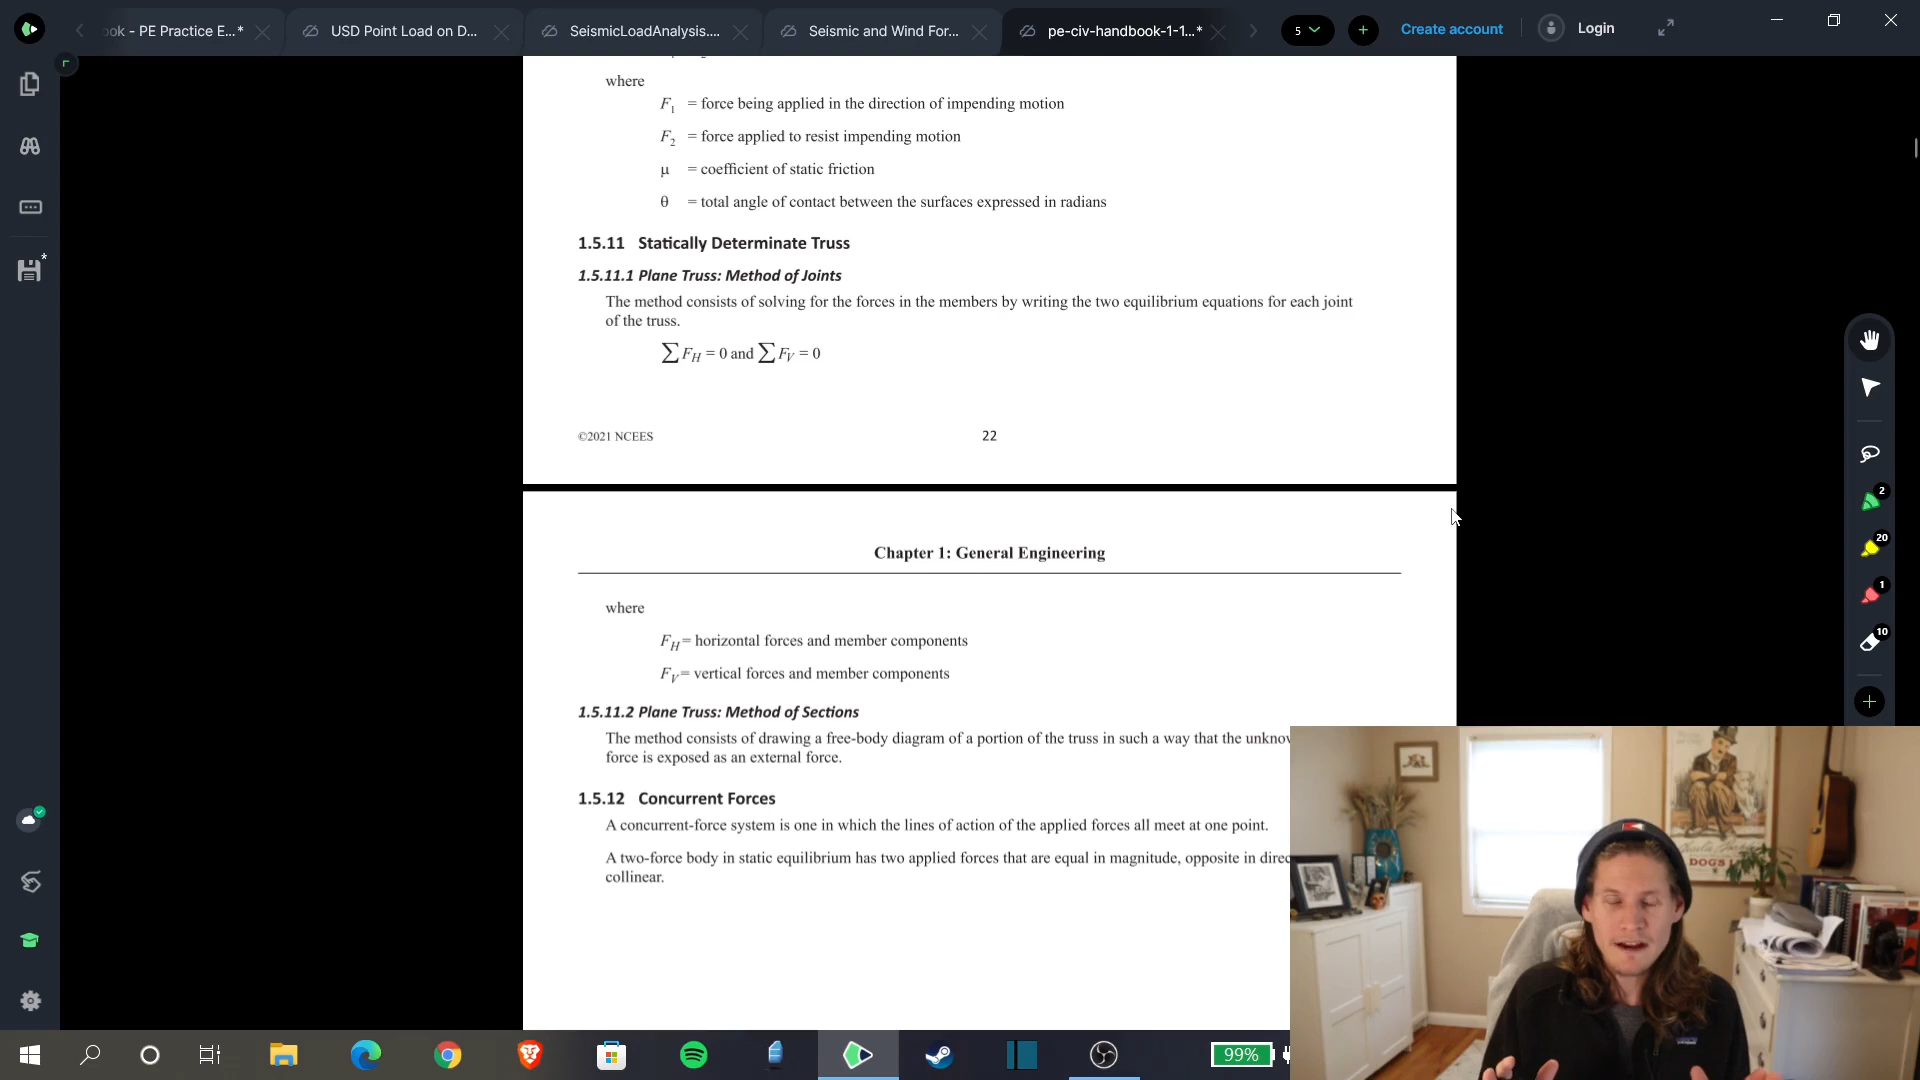 ok - PE Practice E...*
USD Point Load on D...
SeismicLoadAnalysis....
Seismic and Wind For...
pe-civ-handbook-1-1...*
5
Create account
Login
where
F1 = force being applied in the direction of impending motion
F2 = force applied to resist impending motion
μ = coefficient of static friction
θ = total angle of contact between the surfaces expressed in radians
1.5.11 Statically Determinate Truss
1.5.11.1 Plane Truss: Method of Joints
The method consists of solving for the forces in the members by writing the two equilibrium equations for each joint
of the truss.
∑ FH = 0 and ∑ FV = 0
©2021 NCEES
22
2
20
1
10
Chapter 1: General Engineering
where
FH = horizontal forces and member components
FV = vertical forces and member components
1.5.11.2 Plane Truss: Method of Sections
The method consists of drawing a free-body diagram of a portion of the truss in such a way that the unknow
force is exposed as an external force.
1.5.12 Concurrent Forces
A concurrent-force system is one in which the lines of action of the applied forces all meet at one point.
A two-force body in static equilibrium has two applied forces that are equal in magnitude, opposite in direc
collinear.
DOG'S L
99%